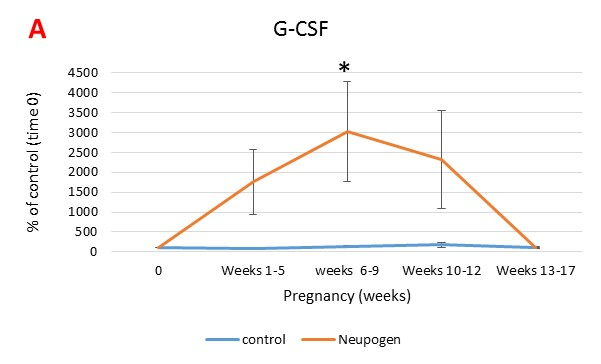 A
G-CSF
*
% of control (time 0)
4500
4000
3500
3000
2500
2000
1500
1000
500
0
0 Weeks 1-5 weeks 6-9 Weeks 10-12 Weeks 13-17
Pregnancy (weeks)
control Neupogen